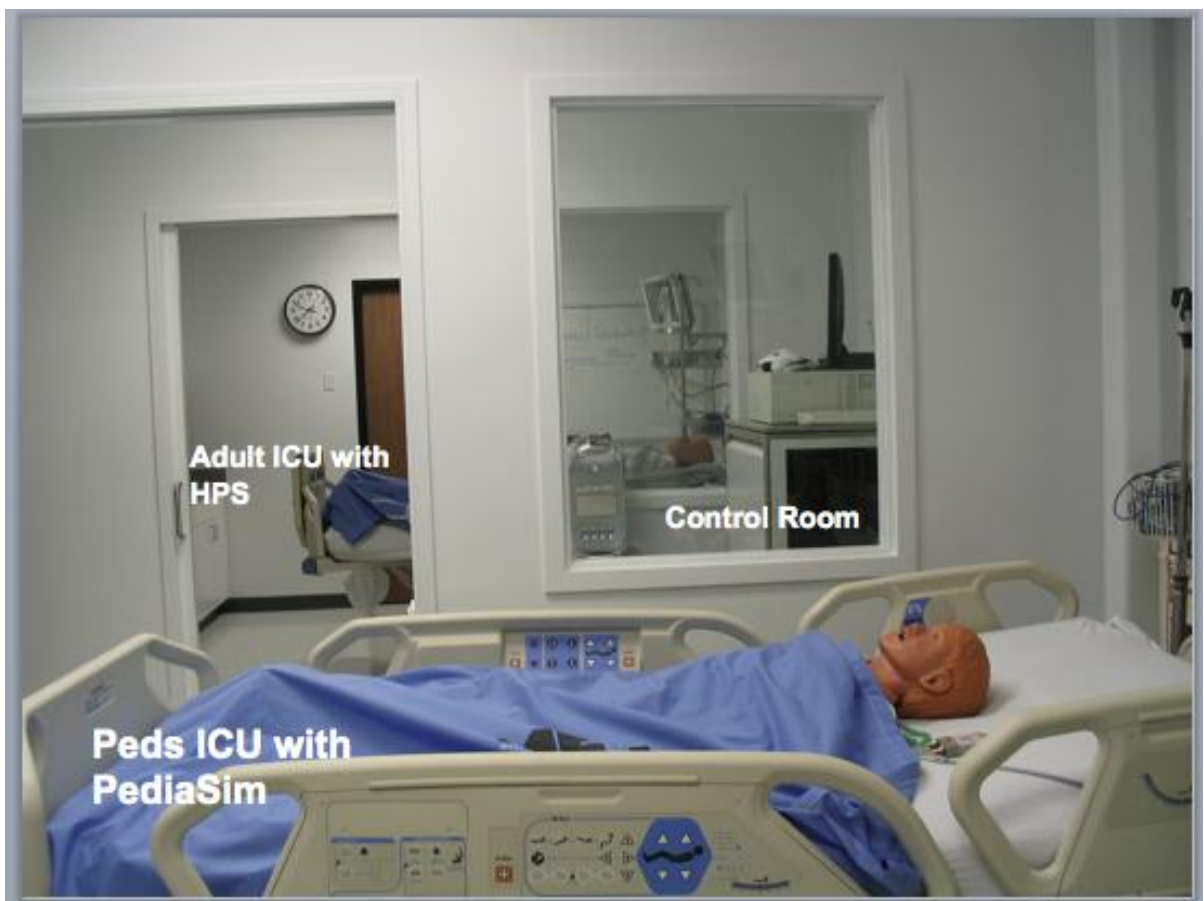 Adult ICU with
HPS
Control Room
Peds ICU with
PediaSim